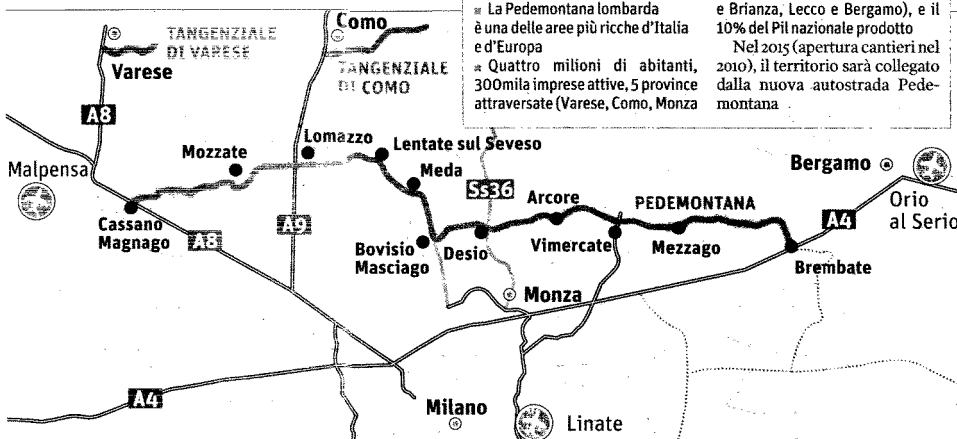 ▪ La Pedemontana lombarda
è una delle aree più ricche d'Italia
e d'Europa
▪ Quattro milioni di abitanti,
300mila imprese attive, 5 province
attraversate (Varese, Como, Monza
e Brianza, Lecco e Bergamo), e il
10% del Pil nazionale prodotto
Nel 2015 (apertura cantieri nel
2010), il territorio sarà collegato
dalla nuova autostrada Pede-
montana
TANGENZIALE
DI VARESE
Varese
Como
TANGENZIALE
DI COMO
A8
Malpensa
Mozzate
Lomazzo
Lentate sul Seveso
Meda
Ss36
Bergamo
Orio
al Serio
Cassano
Magnago
A8
A9
Bovisio
Masciago
Desio
Arcore
Vimercate
PEDEMONTANA
Mezzago
A4
Brembate
Monza
A4
Milano
Linate